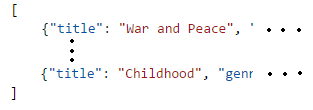 [
{"title": "War and Peace", "
{"title": "Childhood", "genr
]